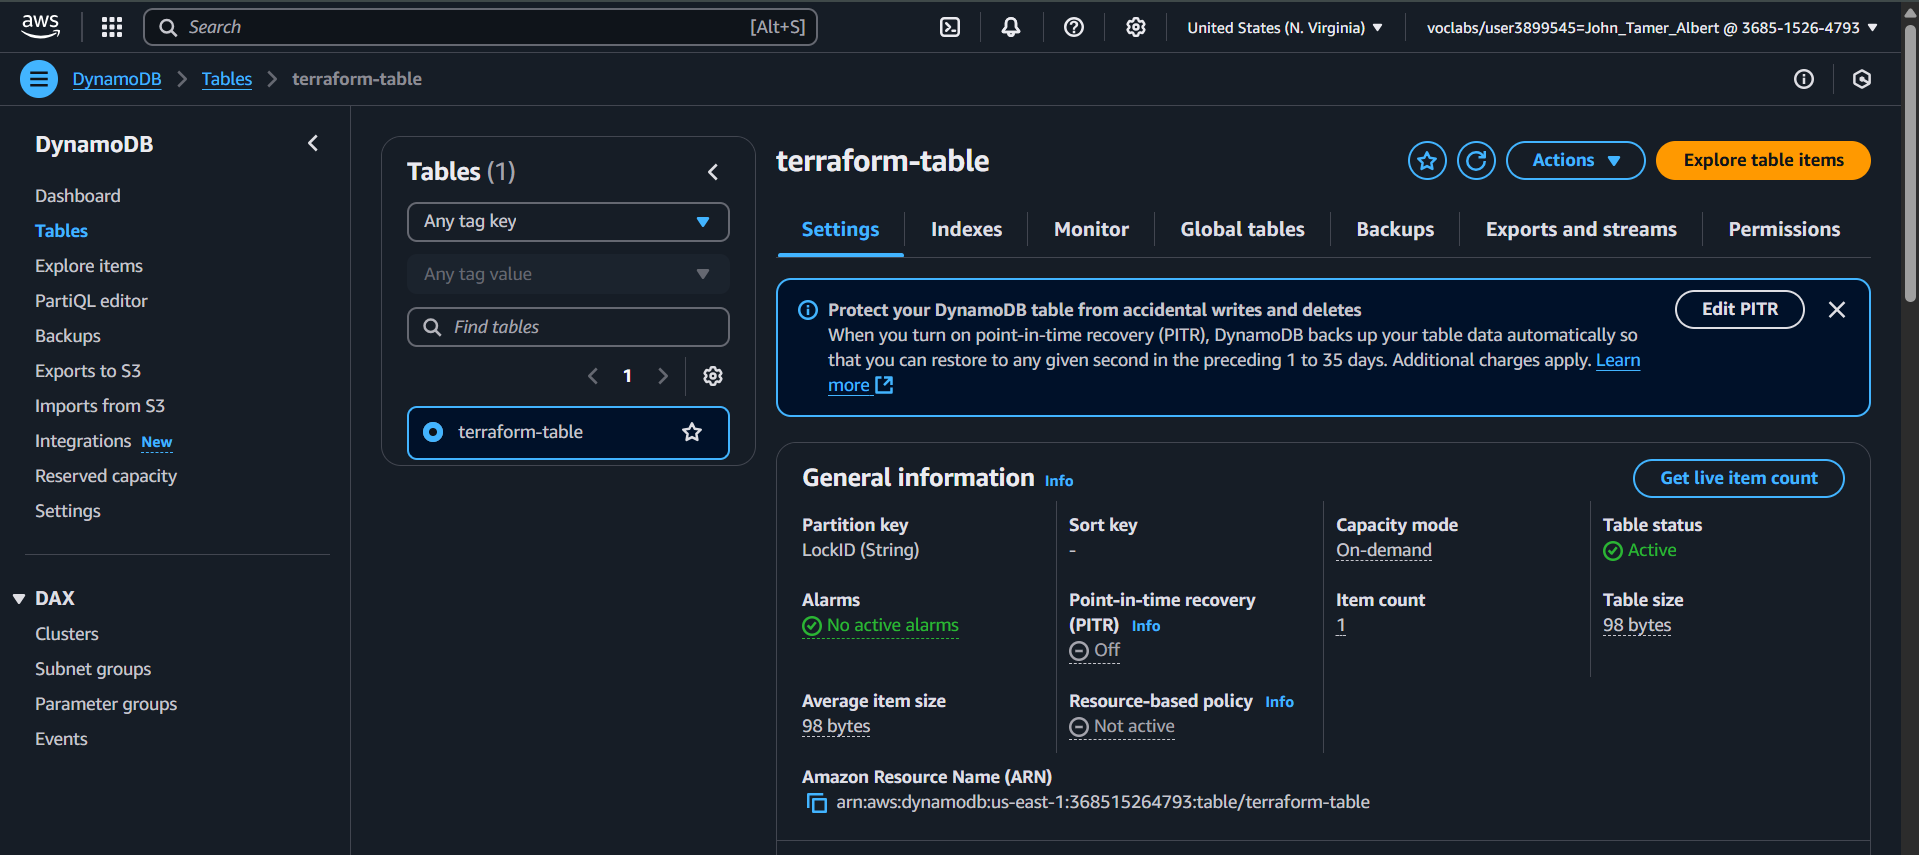 aws
Search
[Alt+S]
United States (N. Virginia)
voclabs/user3899545=John_Tamer_Albert @ 3685-1526-4793
DynamoDB
Tables
terraform-table
DynamoDB
Dashboard
Tables
Explore items
PartiQL editor
Backups
Exports to S3
Imports from S3
Integrations New
Reserved capacity
Settings
DAX
Clusters
Subnet groups
Parameter groups
Events
Tables (1)
Any tag key
Any tag value
Find tables
1
terraform-table
terraform-table
Actions
Explore table items
Settings
Indexes
Monitor
Global tables
Backups
Exports and streams
Permissions
Protect your DynamoDB table from accidental writes and deletes
When you turn on point-in-time recovery (PITR), DynamoDB backs up your table data automatically so
that you can restore to any given second in the preceding 1 to 35 days. Additional charges apply. Learn
more
Edit PITR
General information Info
Get live item count
Partition key
LockID (String)
Sort key
-
Capacity mode
On-demand
Table status
Active
Alarms
No active alarms
Point-in-time recovery
(PITR) Info
Off
Item count
1
Table size
98 bytes
Average item size
98 bytes
Resource-based policy Info
Not active
Amazon Resource Name (ARN)
arn:aws:dynamodb:us-east-1:368515264793:table/terraform-table